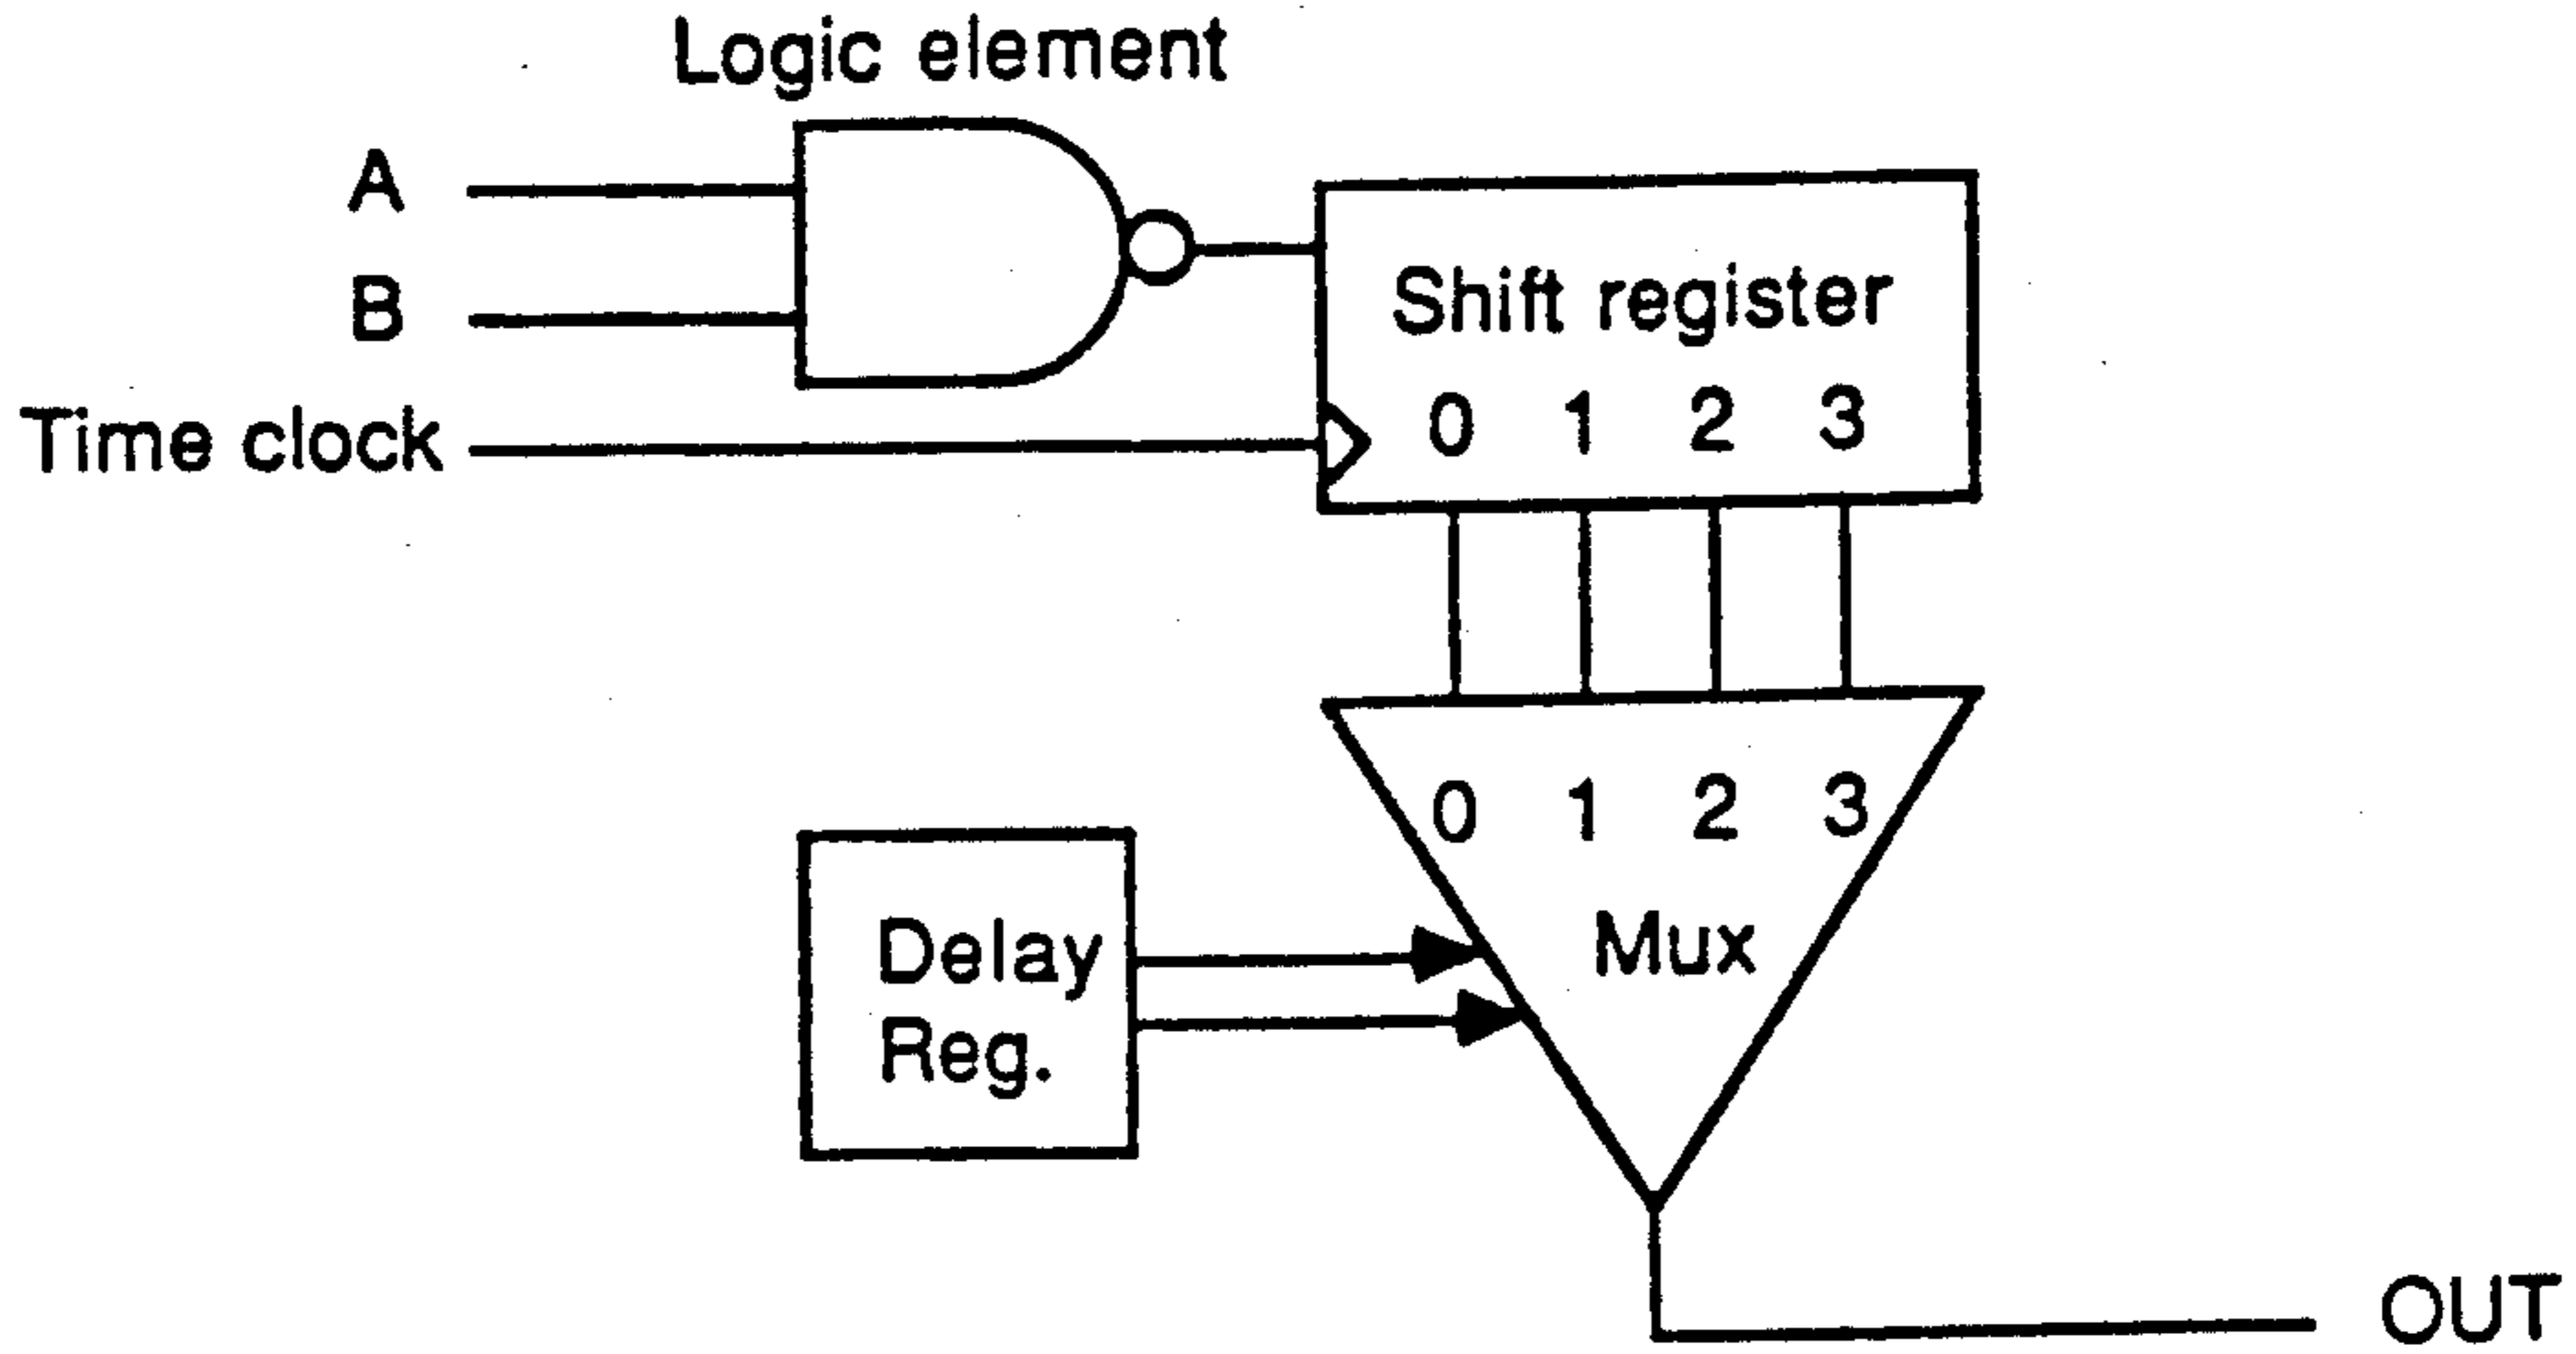 Logic element
A
B
Time clock
Shift register
0 1 2 3
0 1 2 3
Mux
Delay
Reg.
OUT